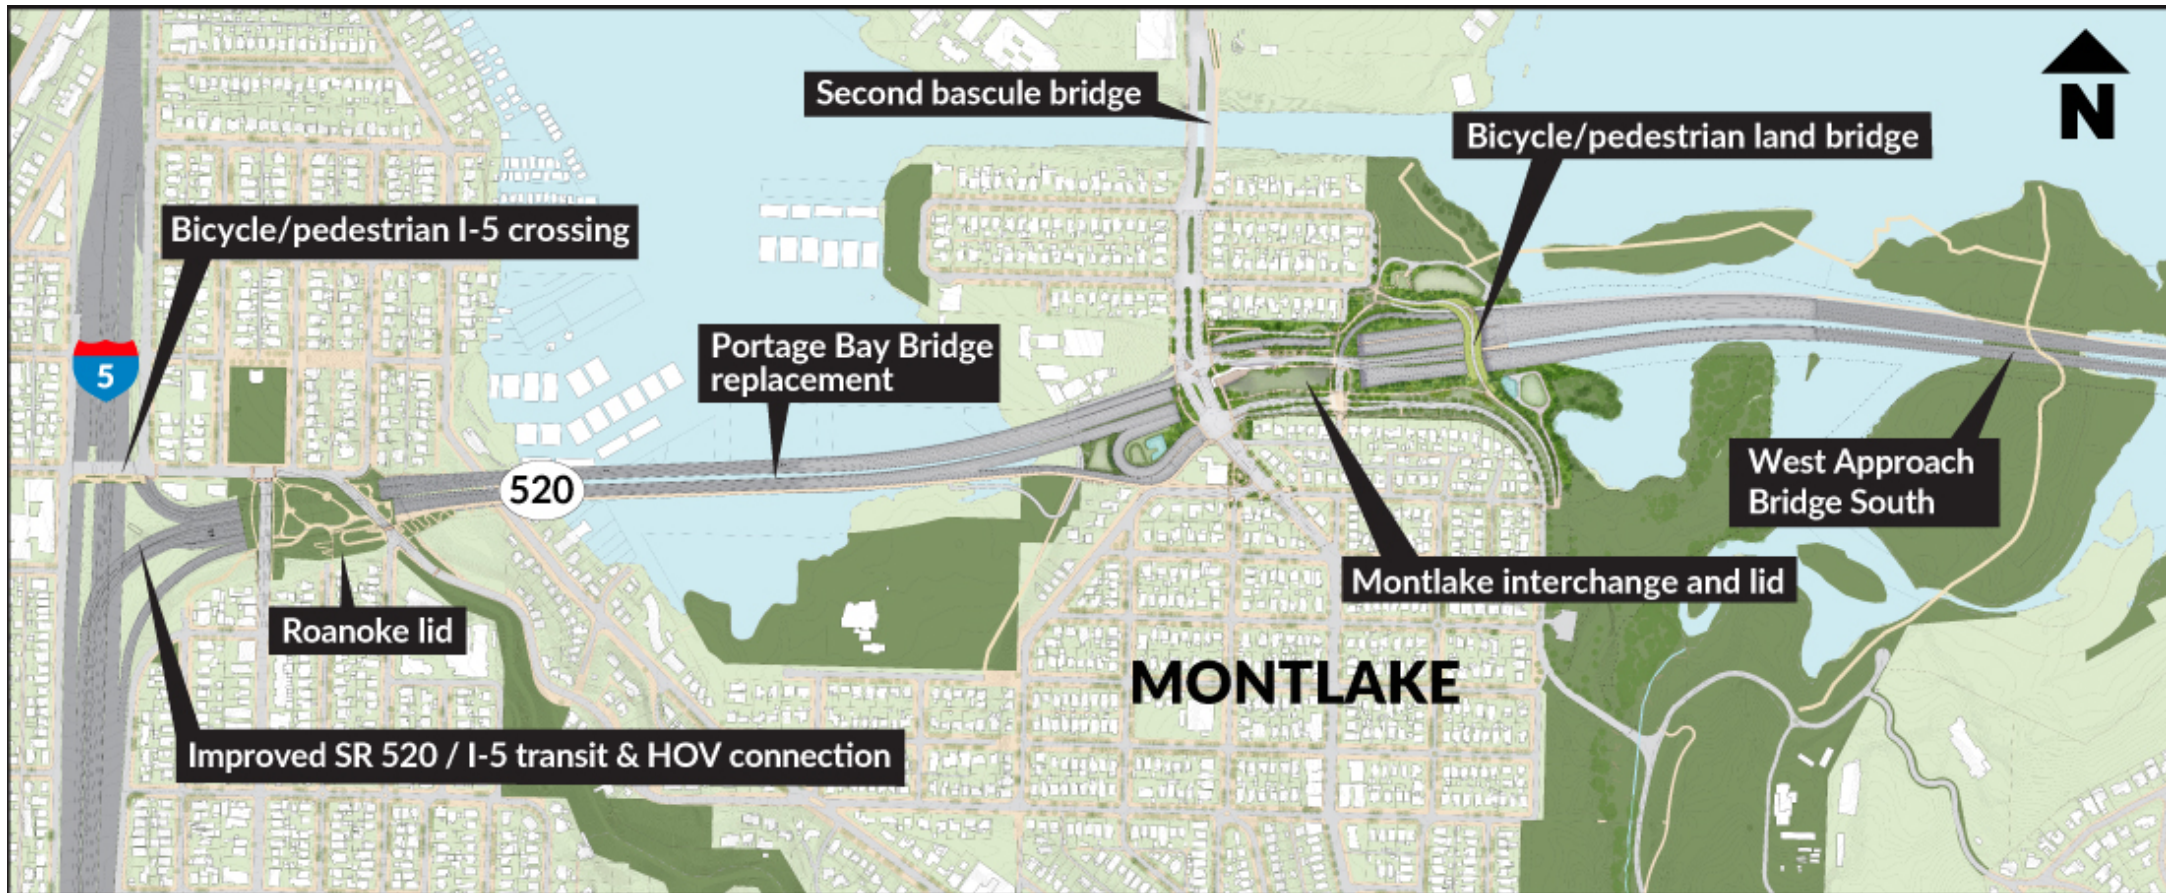 Second bascule bridge
N
Bicycle/pedestrian land bridge
Bicycle/pedestrian I-5 crossing
Portage Bay Bridge
replacement
5
520
West Approach
Bridge South
Montlake interchange and lid
Roanoke lid
MONTLAKE
Improved SR 520 / I-5 transit & HOV connection